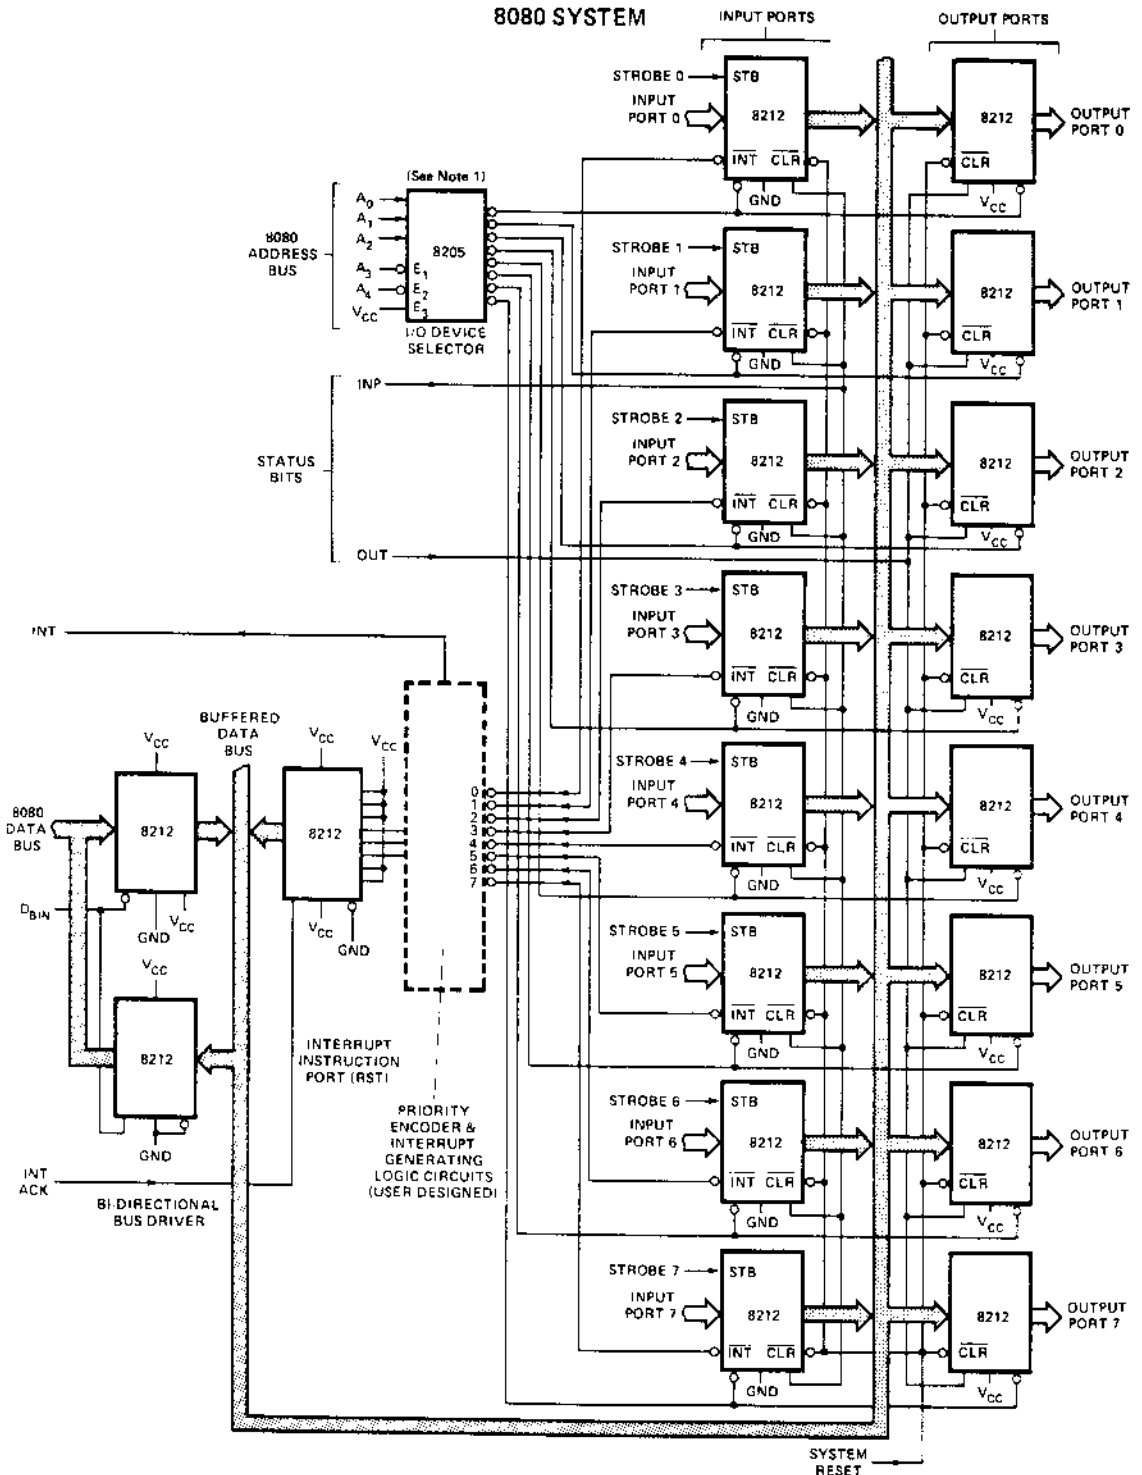 8080 SYSTEM
INPUT PORTS
OUTPUT PORTS
STROBE 0
STB
INPUT
PORT 0
8212
INT CLR
GND
8212
CLR
VCC
OUTPUT
PORT 0
(See Note 1)
8080
ADDRESS
BUS
A0
A1
A2
A3
A4
VCC
8205
E1
E2
E3
I/O DEVICE
SELECTOR
STROBE 1
STB
INPUT
PORT 1
8212
INT CLR
GND
8212
CLR
VCC
OUTPUT
PORT 1
STATUS
BITS
INP
OUT
STROBE 2
STB
INPUT
PORT 2
8212
INT CLR
GND
8212
CLR
VCC
OUTPUT
PORT 2
STROBE 3
STB
INPUT
PORT 3
8212
INT CLR
GND
8212
CLR
VCC
OUTPUT
PORT 3
INT
BUFFERED
DATA
BUS
VCC
VCC
VCC
8080
DATA
BUS
8212
8212
0
1
2
3
4
5
6
7
DBIN
GND
VCC
VCC
GND
STROBE 4
STB
INPUT
PORT 4
8212
INT CLR
GND
8212
CLR
VCC
OUTPUT
PORT 4
VCC
8212
GND
INTERRUPT
INSTRUCTION
PORT (RST)
STROBE 5
STB
INPUT
PORT 5
8212
INT CLR
GND
8212
CLR
VCC
OUTPUT
PORT 5
PRIORITY
ENCODER &
INTERRUPT
GENERATING
LOGIC CIRCUITS
(USER DESIGNED)
INT
ACK
BI-DIRECTIONAL
BUS DRIVER
STROBE 6
STB
INPUT
PORT 6
8212
INT CLR
GND
8212
CLR
VCC
OUTPUT
PORT 6
STROBE 7
STB
INPUT
PORT 7
8212
INT CLR
GND
8212
CLR
VCC
OUTPUT
PORT 7
SYSTEM
RESET